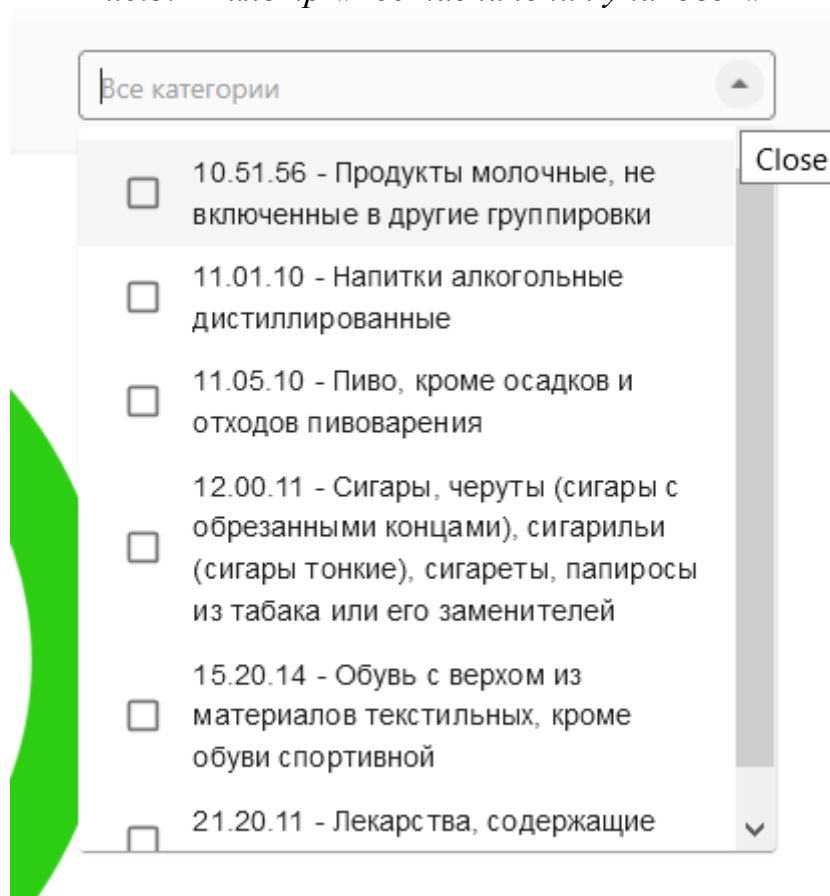 Все категории
Close
10.51.56 - Продукты молочные, не
включенные в другие группировки
11.01.10 - Напитки алкогольные
дистиллированные
11.05.10 - Пиво, кроме осадков и
отходов пивоварения
12.00.11 - Сигары, черуты (сигары с
обрезанными концами), сигарильи
(сигары тонкие), сигареты, папиросы
из табака или его заменителей
15.20.14 - Обувь с верхом из
материалов текстильных, кроме
обуви спортивной
21.20.11 - Лекарства, содержащие